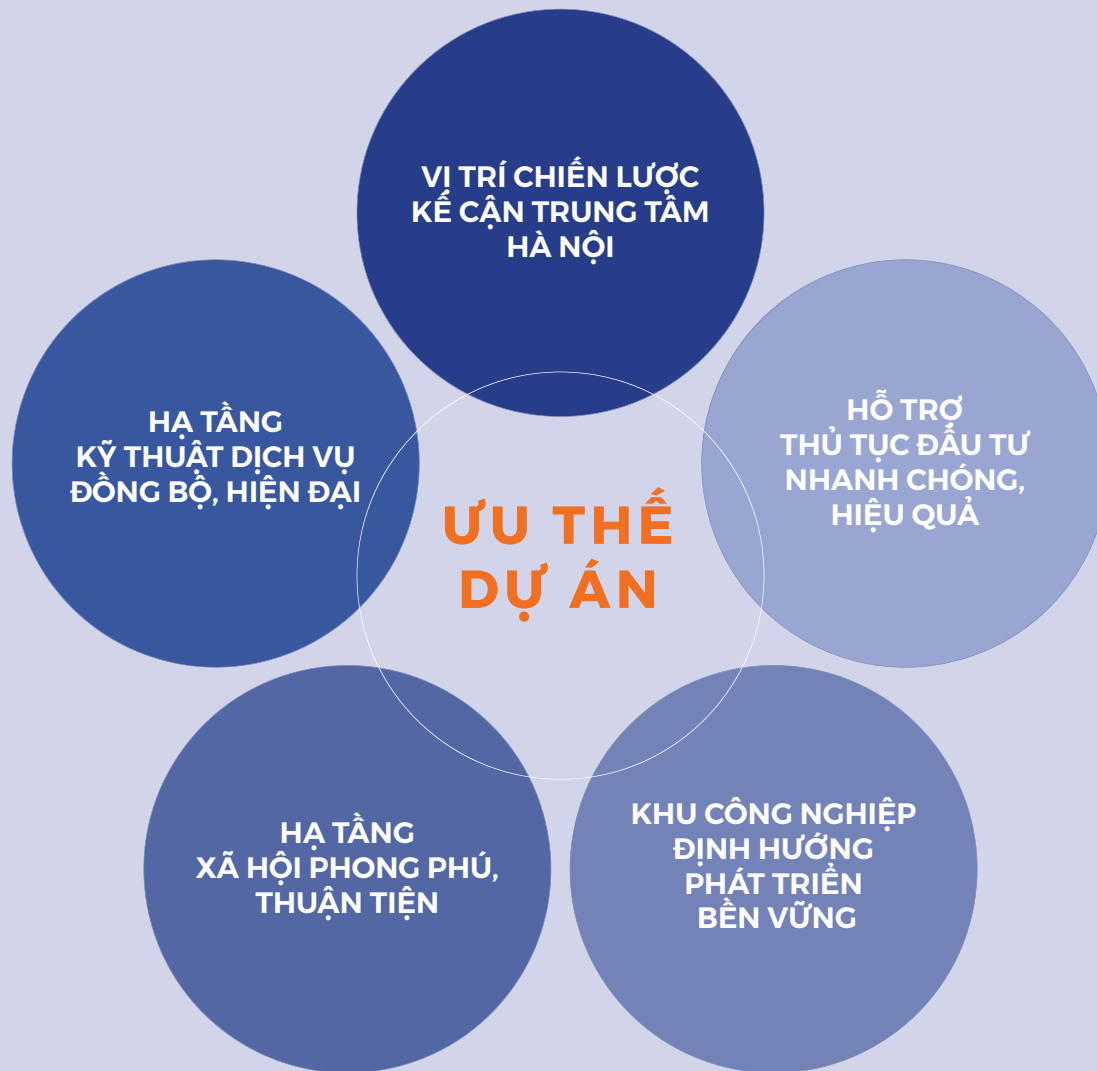 VỊ TRÍ CHIẾN LƯỢC
KẾ CẬN TRUNG TÂM
HÀ NỘI
HẠ TẦNG
KỸ THUẬT DỊCH VỤ
ĐỒNG BỘ, HIỆN ĐẠI
HỖ TRỢ
THỦ TỤC ĐẦU TƯ
NHANH CHÓNG,
HIỆU QUẢ
ƯU THẾ
DỰ ÁN
HẠ TẦNG
XÃ HỘI PHONG PHÚ,
THUẬN TIỆN
KHU CÔNG NGHIỆP
ĐỊNH HƯỚNG
PHÁT TRIỂN
BỀN VỮNG